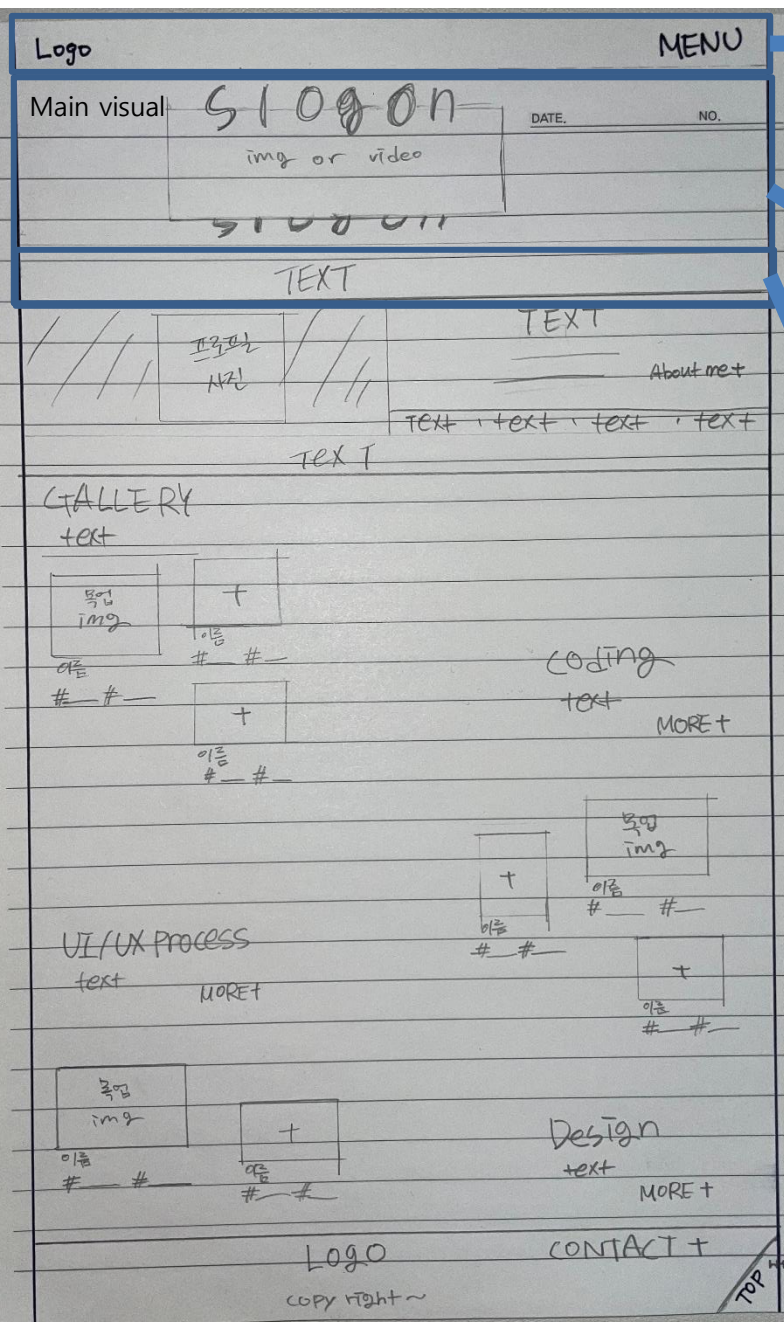 Logo MENU
Main visual
slogan
DATE. NO.
img or video
slogan
TEXT
프로필
사진
TEXT
About me+
Text · text · text · text
TEXT
GALLERY
text
목업
img
이름
#__ #__
+
이름
#__ #__
+
이름
#__ #__
coding
text
MORE+
목업
img
이름
#__ #__
+
이름
#__ #__
+
이름
#__ #__
UI/UX process
text
MORE+
목업
img
이름
#__ #__
+
이름
#__ #__
Design
text
MORE+
LOGO
CONTACT +
copy right~
TOP